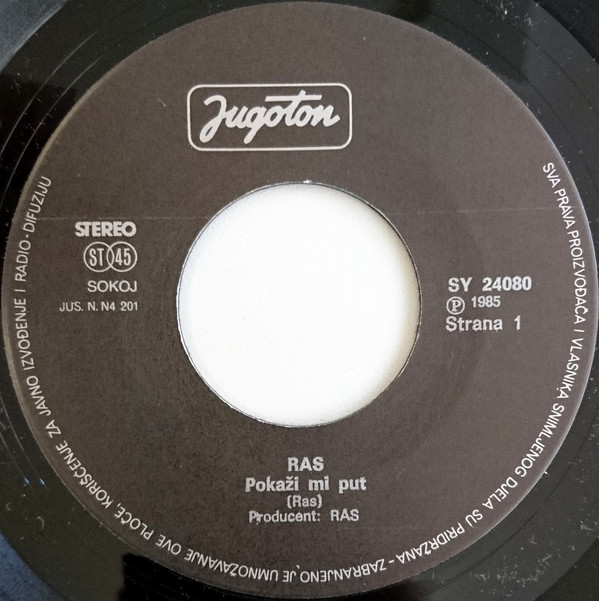 Jugoton
STEREO
ST 45
SOKOJ
JUS. N. N4 201
SY 24080
Ⓟ 1985
Strana 1
RAS
Pokaži mi put
(Ras)
Producent: RAS
SVA PRAVA PROIZVOĐAČA I VLASNIKA SNIMLJENOG DJELA SU PRIDRŽANA - ZABRANJENO JE UMNOŽAVANJE OVE PLOČE, KORIŠĆENJE ZA JAVNO IZVOĐENJE I RADIO-DIFUZIJU